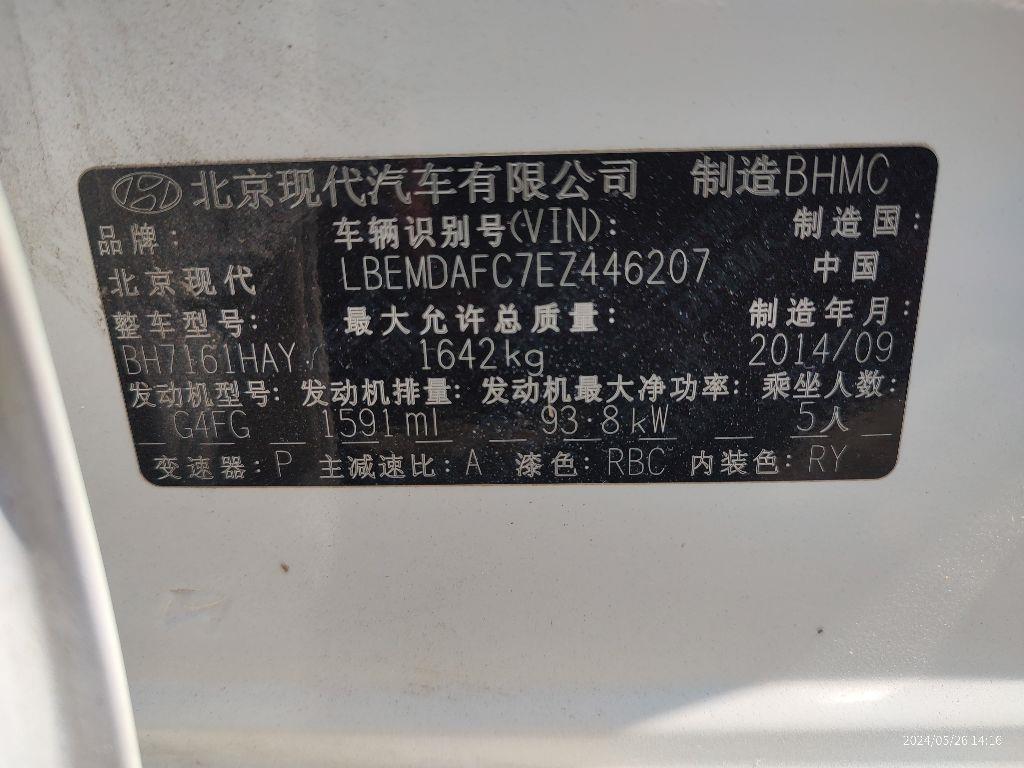 北京现代汽车有限公司 制造BHMC
品牌: 车辆识别号(VIN): 制造国:
北京现代 LBEMDAFC7EZ446207 中国
整车型号: 最大允许总质量: 制造年月:
BH7161HAY 1642kg 2014/09
发动机型号: 发动机排量: 发动机最大净功率: 乘坐人数:
G4FG 1591ml 93.8kW 5人
变速器: P 主减速比: A 漆色: RBC 内装色: RY
2024/05/26 14:16